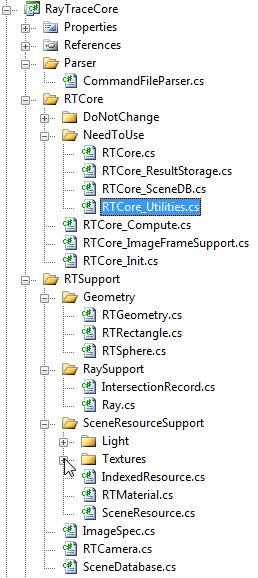 RayTraceCore
Properties
References
Parser
CommandFileParser.cs
RTCore
DoNotChange
NeedToUse
RTCore.cs
RTCore_ResultStorage.cs
RTCore_SceneDB.cs
RTCore_Utilities.cs
RTCore_Compute.cs
RTCore_ImageFrameSupport.cs
RTCore_Init.cs
RTSupport
Geometry
RTGeometry.cs
RTRectangle.cs
RTSphere.cs
RaySupport
IntersectionRecord.cs
Ray.cs
SceneResourceSupport
Light
Textures
IndexedResource.cs
RTMaterial.cs
SceneResource.cs
ImageSpec.cs
RTCamera.cs
SceneDatabase.cs